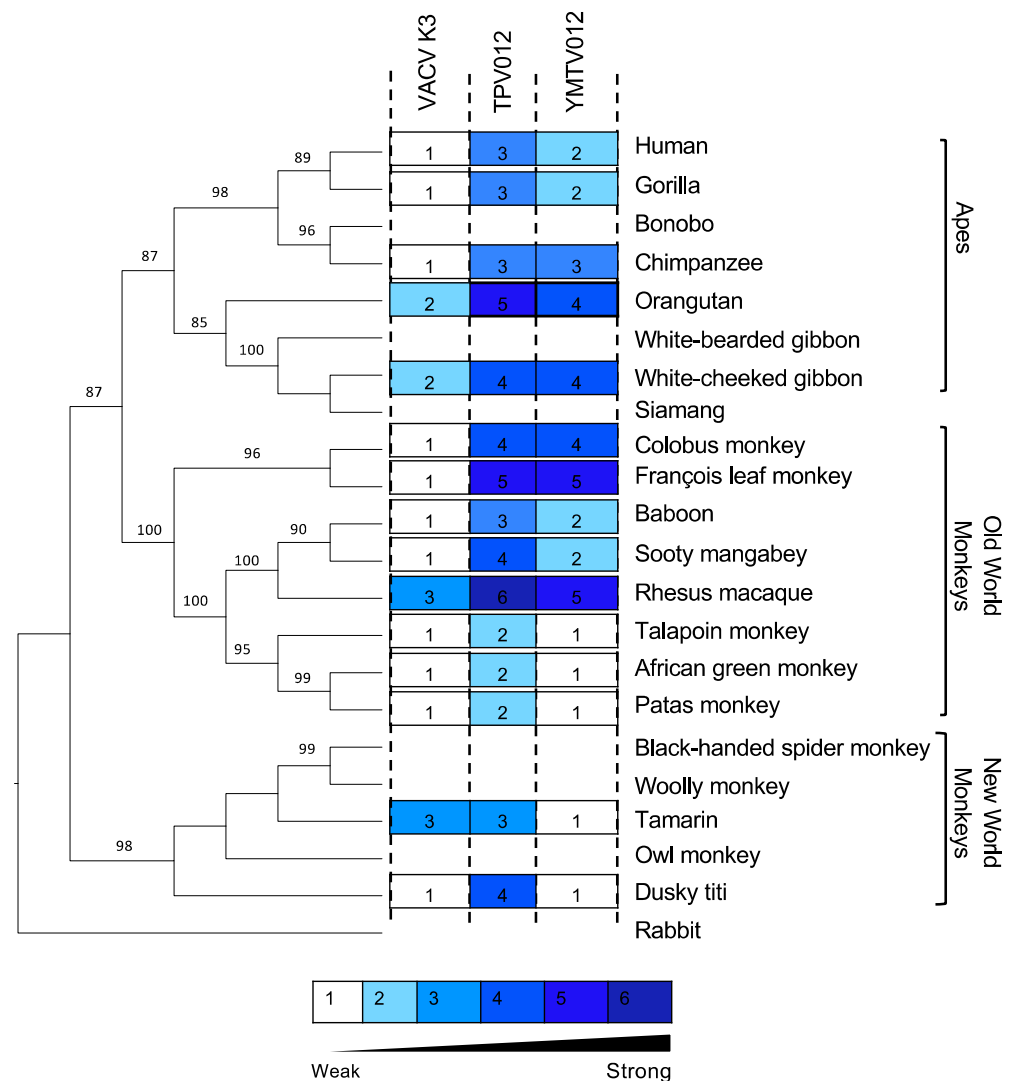 VACV K3
TPV012
YMTV012
89
1 3 2 Human
98
1 3 2 Gorilla
96
Bonobo
87
1 3 3 Chimpanzee
2 5 4 Orangutan
85
White-bearded gibbon
100
2 4 4 White-cheeked gibbon
87
Siamang
Apes
1 4 4 Colobus monkey
96
1 5 5 François leaf monkey
1 3 2 Baboon
100
90
1 4 2 Sooty mangabey
100
3 6 5 Rhesus macaque
100
1 2 1 Talapoin monkey
95
1 2 1 African green monkey
99
1 2 1 Patas monkey
Old World
Monkeys
99
Black-handed spider monkey
Woolly monkey
3 3 1 Tamarin
98
Owl monkey
1 4 1 Dusky titi
New World
Monkeys
Rabbit
1 2 3 4 5 6
Weak Strong